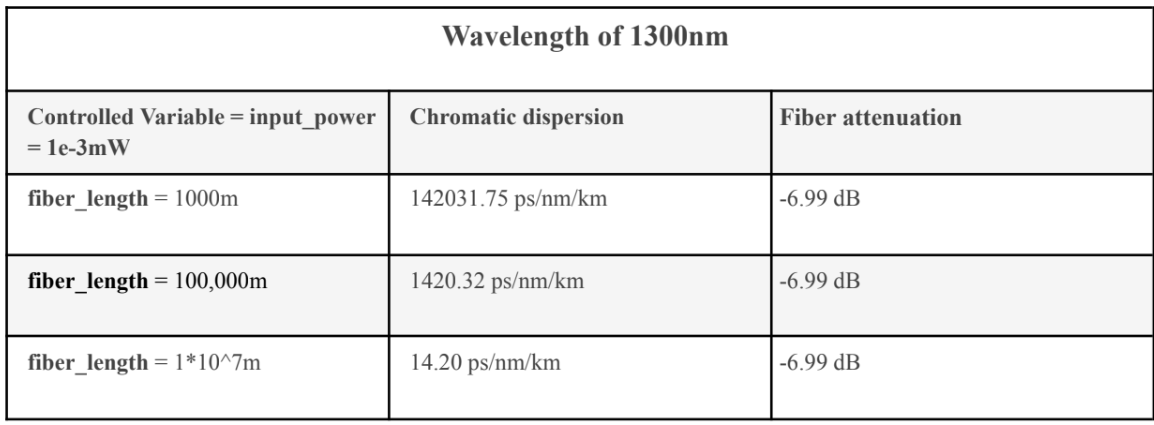 Wavelength of 1300nm
Controlled Variable = input_power
= 1e-3mW
Chromatic dispersion
Fiber attenuation
fiber_length = 1000m
142031.75 ps/nm/km
-6.99 dB
fiber_length = 100,000m
1420.32 ps/nm/km
-6.99 dB
fiber_length = 1*10^7m
14.20 ps/nm/km
-6.99 dB